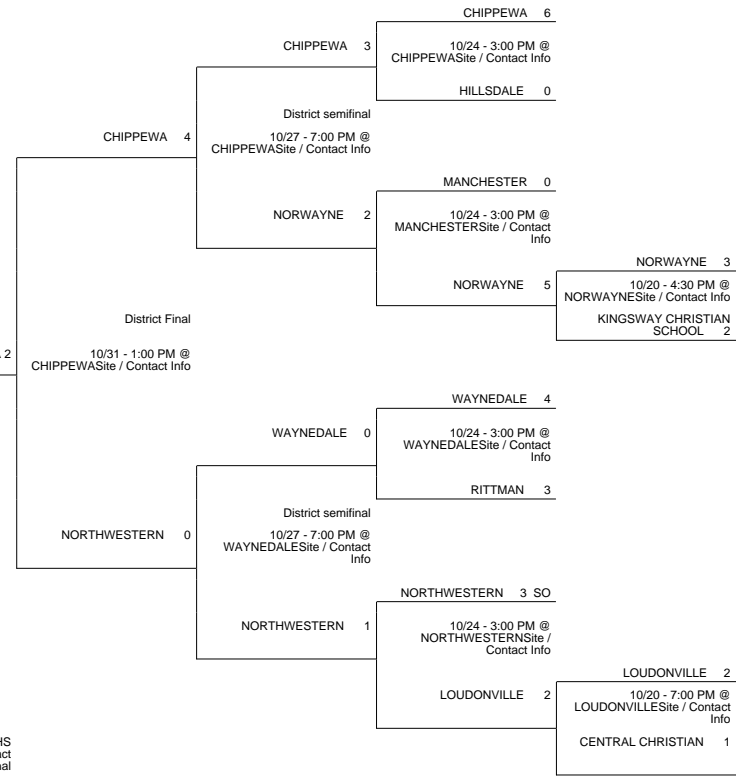 CHIPPEWA 6
CHIPPEWA 3
10/24 - 3:00 PM @
CHIPPEWASite / Contact Info
HILLSDALE 0
District semifinal
CHIPPEWA 4
10/27 - 7:00 PM @
CHIPPEWASite / Contact Info
MANCHESTER 0
NORWAYNE 2
10/24 - 3:00 PM @
MANCHESTERSite / Contact
Info
NORWAYNE 3
NORWAYNE 5
10/20 - 4:30 PM @
NORWAYNESite / Contact Info
KINGSWAY CHRISTIAN
SCHOOL 2
District Final
2
10/31 - 1:00 PM @
CHIPPEWASite / Contact Info
WAYNEDALE 4
WAYNEDALE 0
10/24 - 3:00 PM @
WAYNEDALESite / Contact
Info
RITTMAN 3
District semifinal
NORTHWESTERN 0
10/27 - 7:00 PM @
WAYNEDALESite / Contact
Info
NORTHWESTERN 3 SO
NORTHWESTERN 1
10/24 - 3:00 PM @
NORTHWESTERNSite /
Contact Info
LOUDONVILLE 2
LOUDONVILLE 2
10/20 - 7:00 PM @
LOUDONVILLESite / Contact
Info
CENTRAL CHRISTIAN 1
HS
act
nal